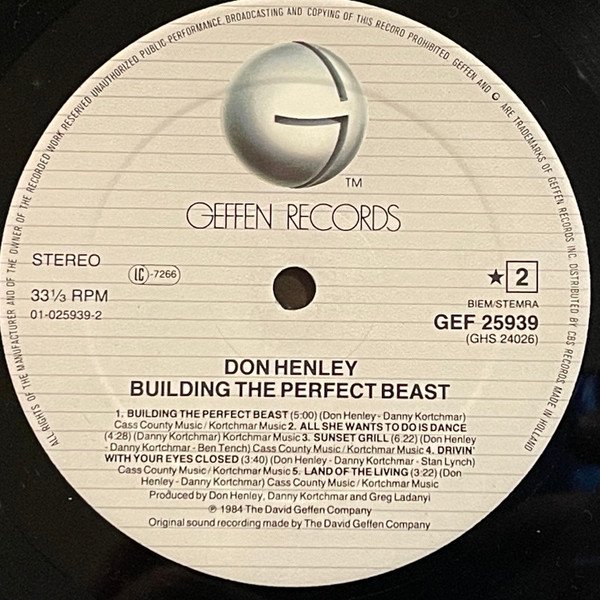 ALL RIGHTS OF THE MANUFACTURER AND OF THE OWNER OF THE RECORDED WORK RESERVED UNAUTHORIZED PUBLIC PERFORMANCE, BROADCASTING AND COPYING OF THIS RECORD PROHIBITED. GEFFEN AND G ARE TRADEMARKS OF GEFFEN RECORDS INC. DISTRIBUTED BY CBS RECORDS. MADE IN HOLLAND
TM
GEFFEN RECORDS
STEREO
LC-7266
★2
33⅓ RPM
BIEM/STEMRA
01-025939-2
GEF 25939
(GHS 24026)
DON HENLEY
BUILDING THE PERFECT BEAST
1. BUILDING THE PERFECT BEAST (5:00) (Don Henley - Danny Kortchmar)
Cass County Music / Kortchmar Music 2. ALL SHE WANTS TO DO IS DANCE
(4:28) (Danny Kortchmar) Kortchmar Music 3. SUNSET GRILL (6.22) (Don Henley
- Danny Kortchmar - Ben Tench) Cass County Music / Kortchmar Music 4. DRIVIN'
WITH YOUR EYES CLOSED (3:40) (Don Henley - Danny Kortchmar - Stan Lynch)
Cass County Music / Kortchmar Music 5. LAND OF THE LIVING (3:22) (Don
Henley - Danny Kortchmar) Cass County Music / Kortchmar Music
Produced by Don Henley, Danny Kortchmar and Greg Ladanyi
℗ 1984 The David Geffen Company
Original sound recording made by The David Geffen Company